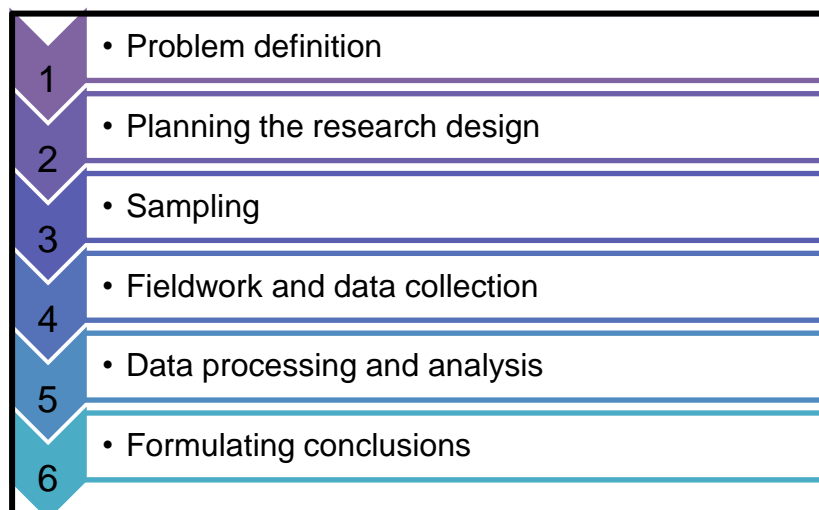 1 • Problem definition
2 • Planning the research design
3 • Sampling
4 • Fieldwork and data collection
5 • Data processing and analysis
6 • Formulating conclusions